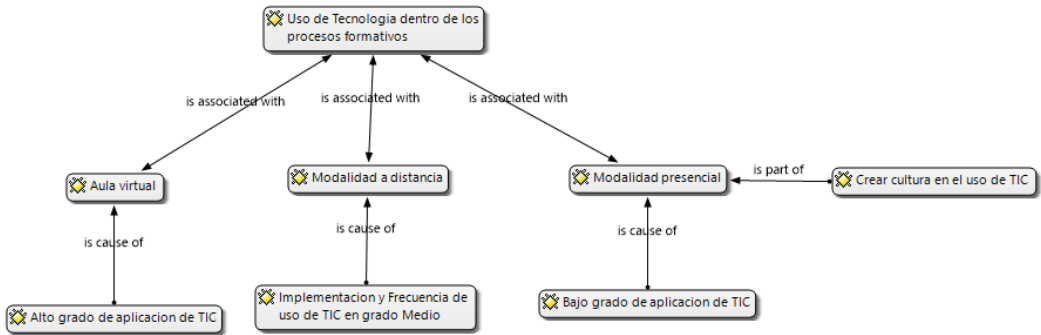 Uso de Tecnologia dentro de los
procesos formativos
is associated with
is associated with
is associated with
Aula virtual
Modalidad a distancia
Modalidad presencial
is part of
Crear cultura en el uso de TIC
is cause of
is cause of
is cause of
Alto grado de aplicacion de TIC
Implementacion y Frecuencia de
uso de TIC en grado Medio
Bajo grado de aplicacion de TIC